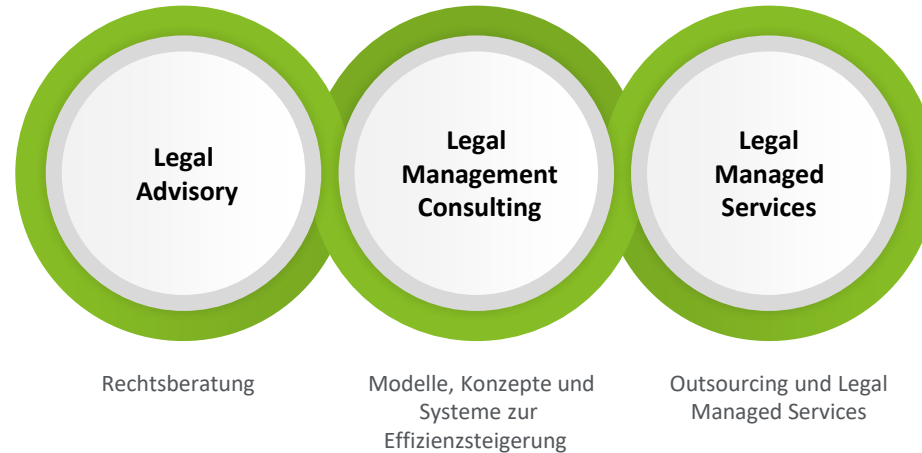 Legal
Advisory
Legal
Management
Consulting
Legal
Managed
Services
Rechtsberatung
Modelle, Konzepte und
Systeme zur
Effizienzsteigerung
Outsourcing und Legal
Managed Services